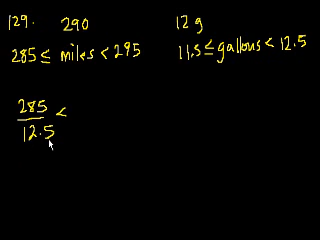 129. 290 12 g
285 ≤ miles < 295 11.5 ≤ gallons < 12.5
285 <
12.5